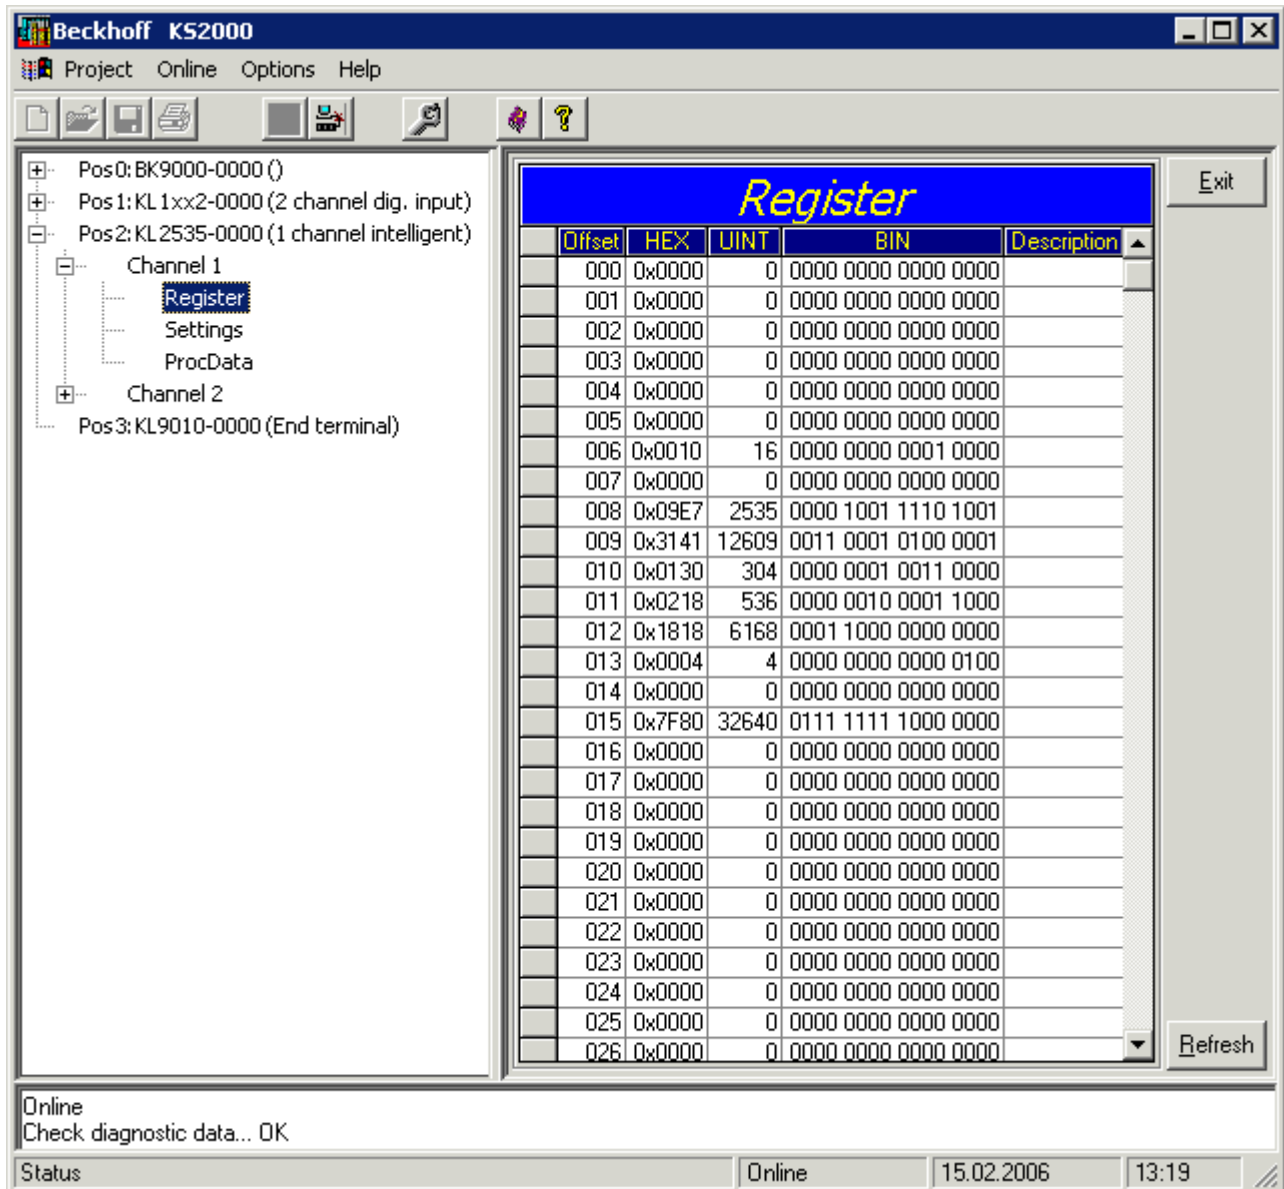 Beckhoff KS2000
Project Online Options Help
Pos0: BK9000-0000 ()
Pos1: KL1xx2-0000 (2 channel dig. input)
Pos2: KL2535-0000 (1 channel intelligent)
Channel 1
Register
Settings
ProcData
Channel 2
Pos3: KL9010-0000 (End terminal)
Register
Offset HEX UINT BIN Description
000 0x0000 0 0000 0000 0000 0000
001 0x0000 0 0000 0000 0000 0000
002 0x0000 0 0000 0000 0000 0000
003 0x0000 0 0000 0000 0000 0000
004 0x0000 0 0000 0000 0000 0000
005 0x0000 0 0000 0000 0000 0000
006 0x0010 16 0000 0000 0001 0000
007 0x0000 0 0000 0000 0000 0000
008 0x09E7 2535 0000 1001 1110 1001
009 0x3141 12609 0011 0001 0100 0001
010 0x0130 304 0000 0001 0011 0000
011 0x0218 536 0000 0010 0001 1000
012 0x1818 6168 0001 1000 0000 0000
013 0x0004 4 0000 0000 0000 0100
014 0x0000 0 0000 0000 0000 0000
015 0x7F80 32640 0111 1111 1000 0000
016 0x0000 0 0000 0000 0000 0000
017 0x0000 0 0000 0000 0000 0000
018 0x0000 0 0000 0000 0000 0000
019 0x0000 0 0000 0000 0000 0000
020 0x0000 0 0000 0000 0000 0000
021 0x0000 0 0000 0000 0000 0000
022 0x0000 0 0000 0000 0000 0000
023 0x0000 0 0000 0000 0000 0000
024 0x0000 0 0000 0000 0000 0000
025 0x0000 0 0000 0000 0000 0000
026 0x0000 0 0000 0000 0000 0000
Exit
Refresh
Online
Check diagnostic data... OK
Status Online 15.02.2006 13:19